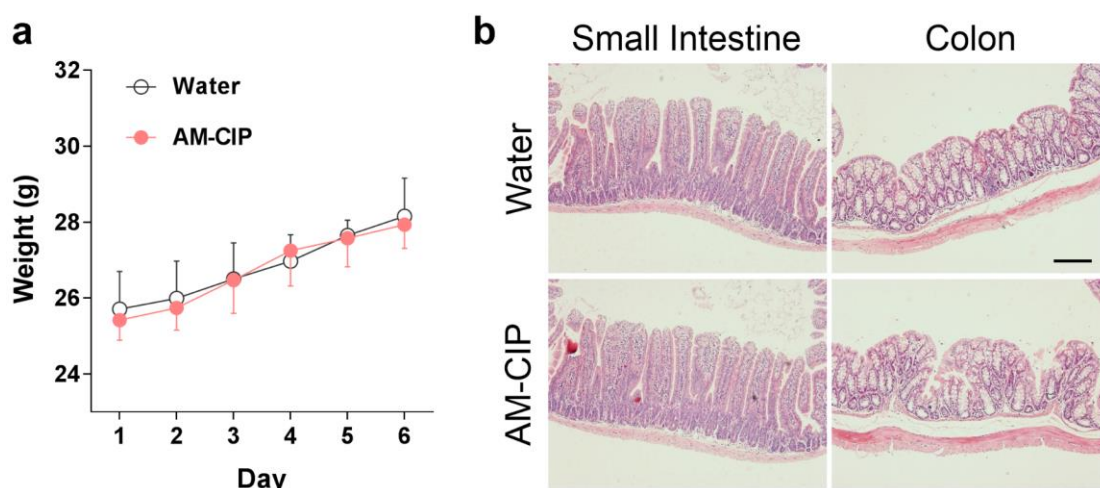 a
32
30
28
26
24
Weight (g)
Water
AM-CIP
1 2 3 4 5 6
Day
b
Small Intestine Colon
Water
AM-CIP